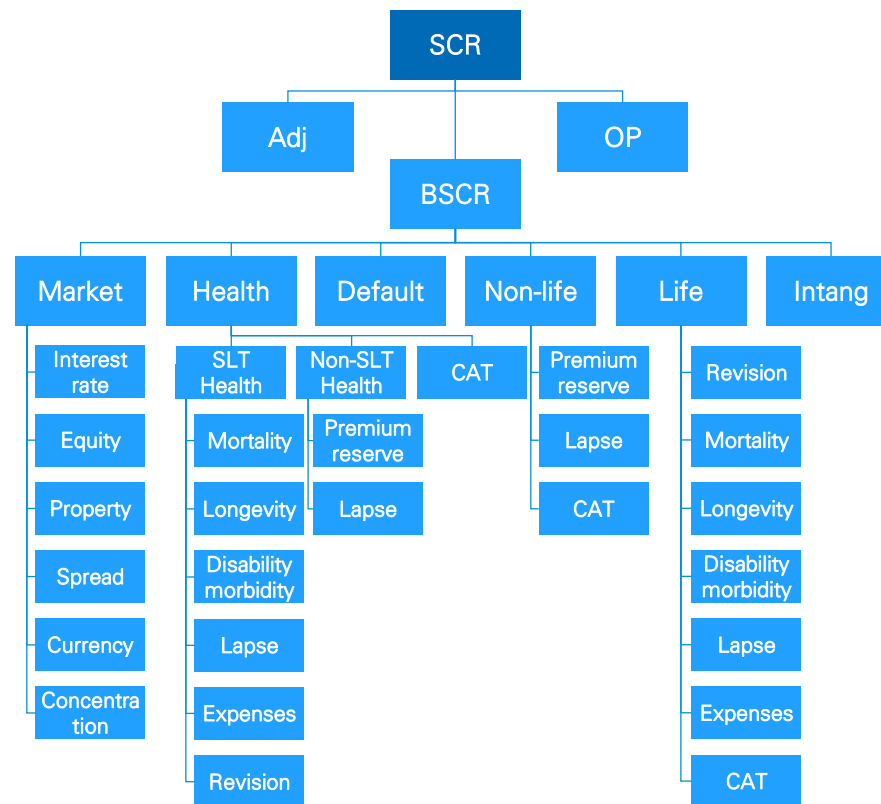 SCR
Adj
OP
BSCR
Market
Health
Default
Non-life
Life
Intang
Interest
rate
Equity
Property
Spread
Currency
Concentra
tion
SLT
Health
Mortality
Longevity
Disability
morbidity
Lapse
Expenses
Revision
Non-SLT
Health
Premium
reserve
Lapse
CAT
Premium
reserve
Lapse
CAT
Revision
Mortality
Longevity
Disability
morbidity
Lapse
Expenses
CAT